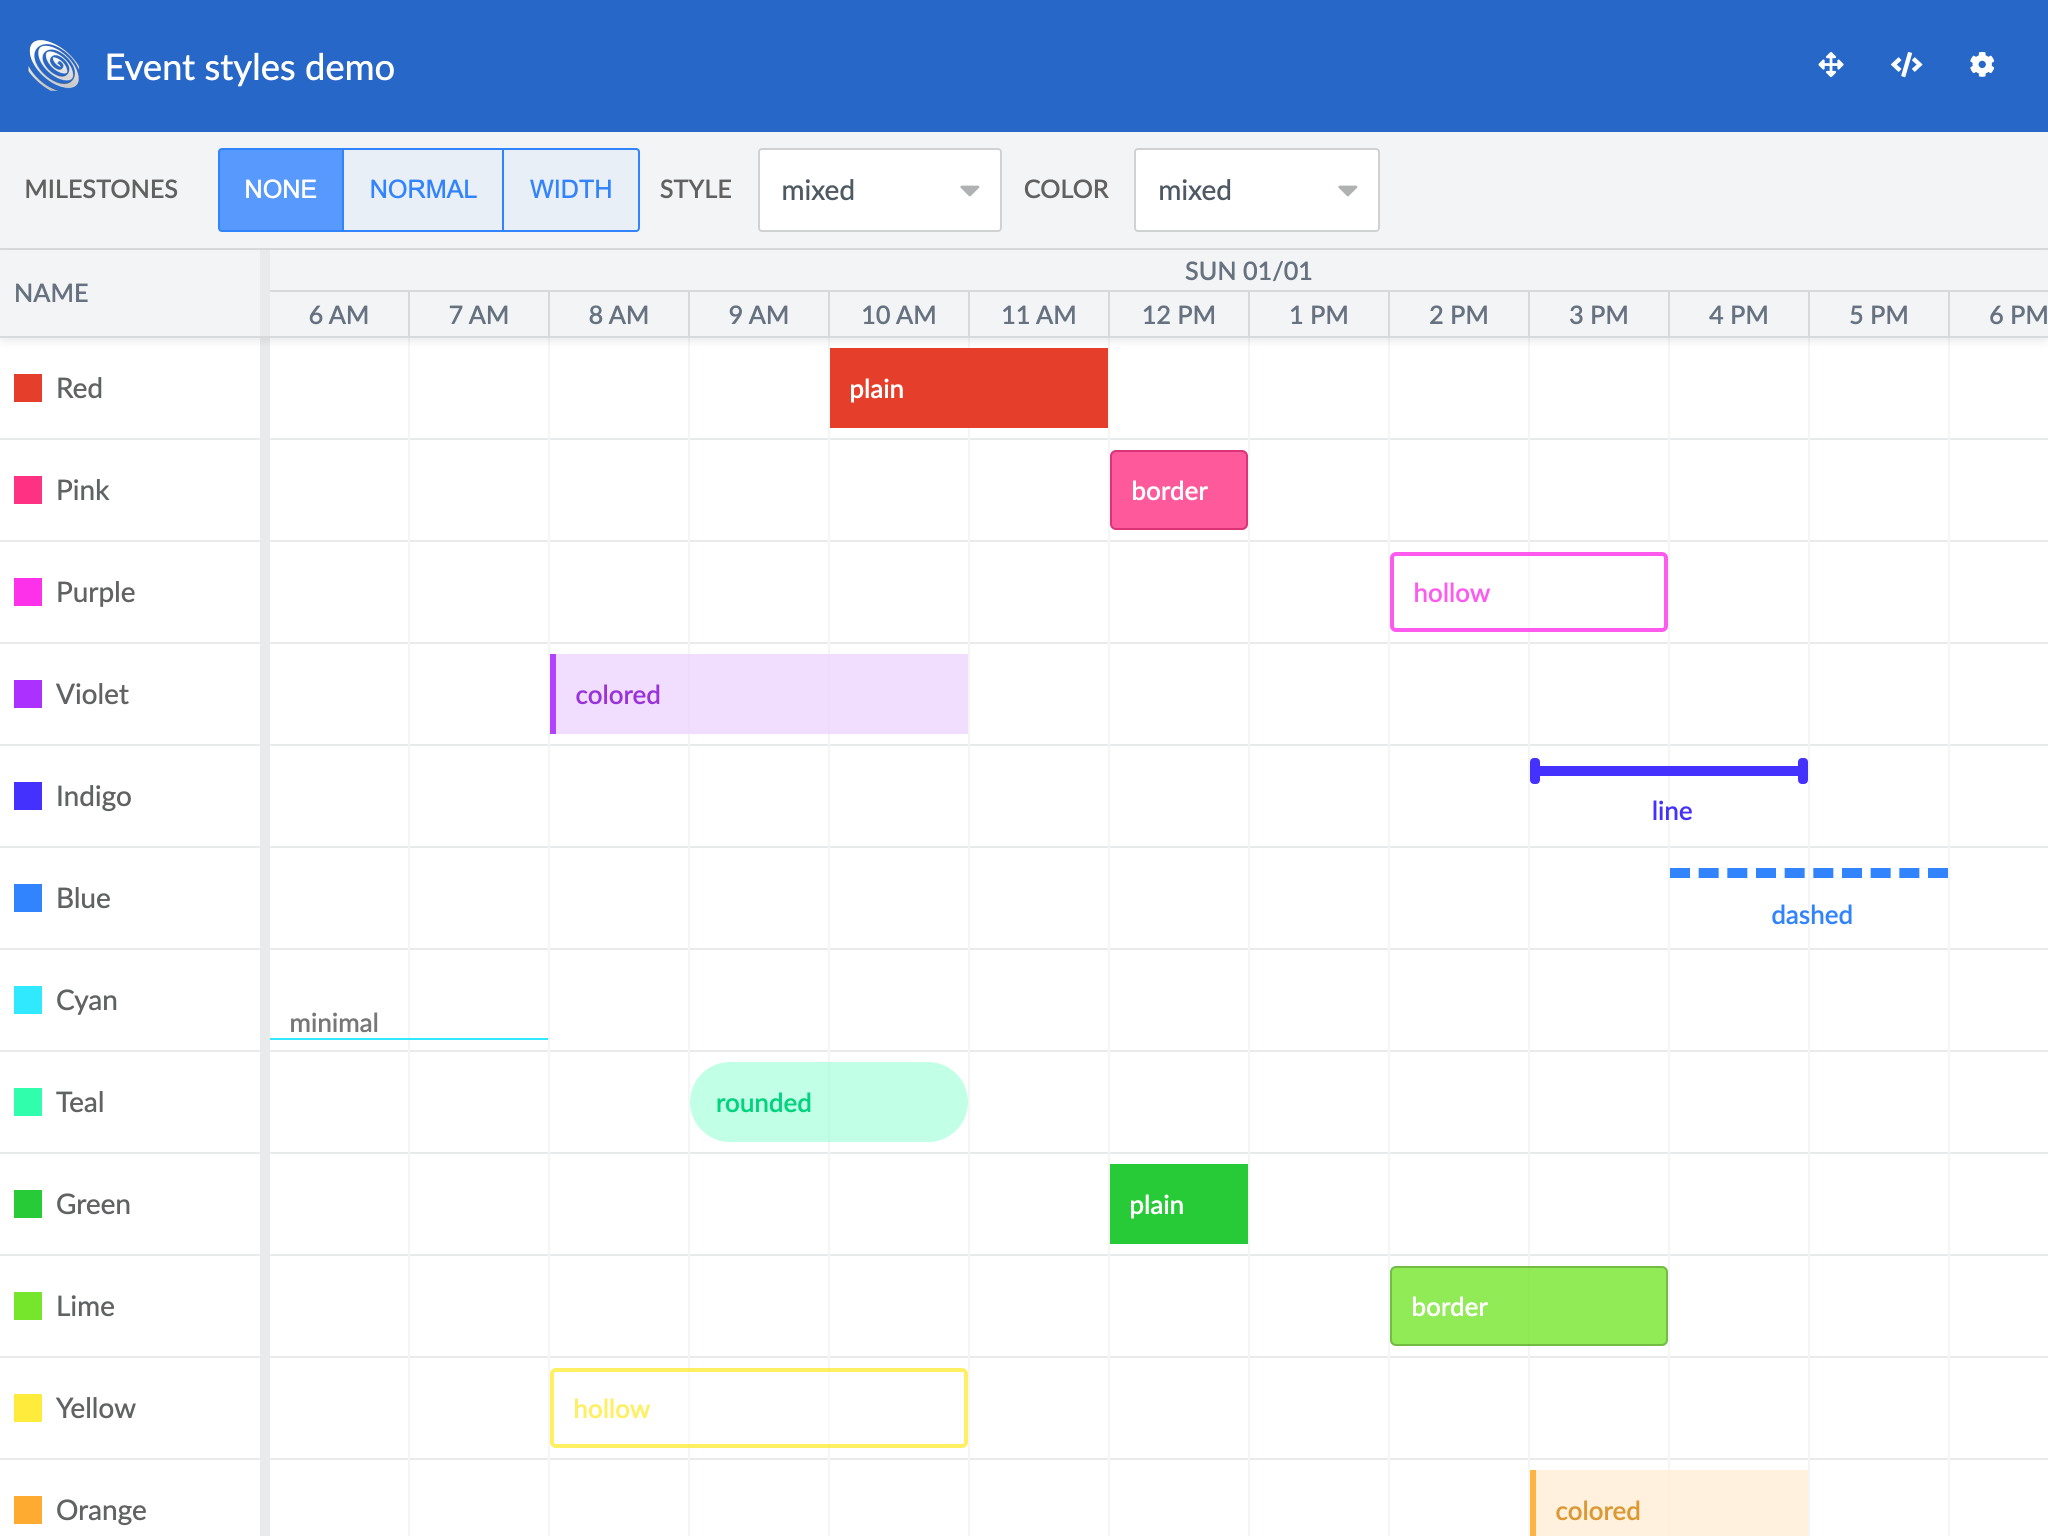 Event styles demo
MILESTONES NONE NORMAL WIDTH STYLE mixed COLOR mixed
NAME
SUN 01/01
6 AM 7 AM 8 AM 9 AM 10 AM 11 AM 12 PM 1 PM 2 PM 3 PM 4 PM 5 PM 6 PM
Red plain
Pink border
Purple hollow
Violet colored
Indigo line
Blue dashed
Cyan minimal
Teal rounded
Green plain
Lime border
Yellow hollow
Orange colored